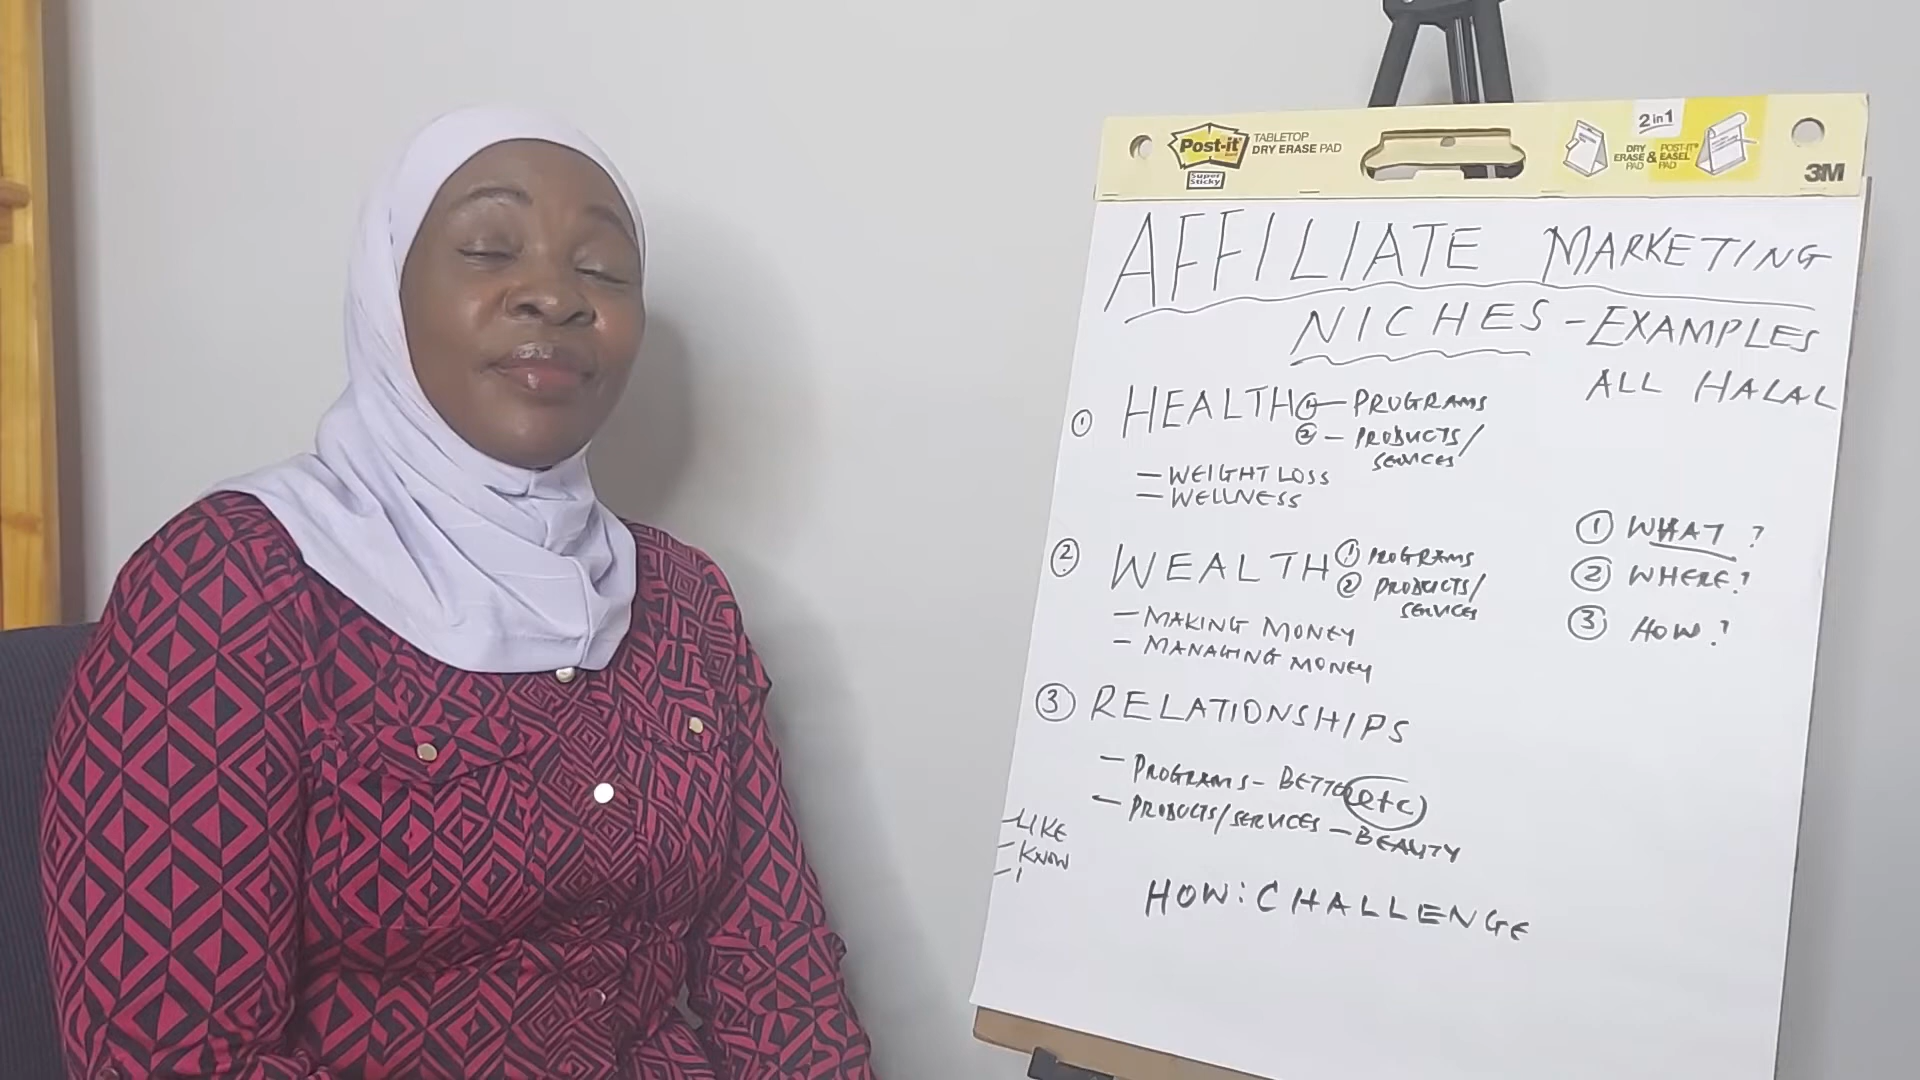 Post-it
Super Sticky
TABLETOP
DRY ERASE PAD
2 in 1
DRY ERASE PAD & POST-IT EASEL PAD
3M
AFFILIATE MARKETING
NICHES - EXAMPLES
ALL HALAL
① HEALTH ① — PROGRAMS
② — PRODUCTS/
SERVICES
— WEIGHT LOSS
— WELLNESS
② WEALTH ① PROGRAMS
② PRODUCTS/
SERVICES
— MAKING MONEY
— MANAGING MONEY
③ RELATIONSHIPS
— PROGRAMS - BETTE etc
— PRODUCTS/SERVICES — BEAUTY
- LIKE
- KNOW
HOW: CHALLENGE
① WHAT?
② WHERE?
③ HOW?